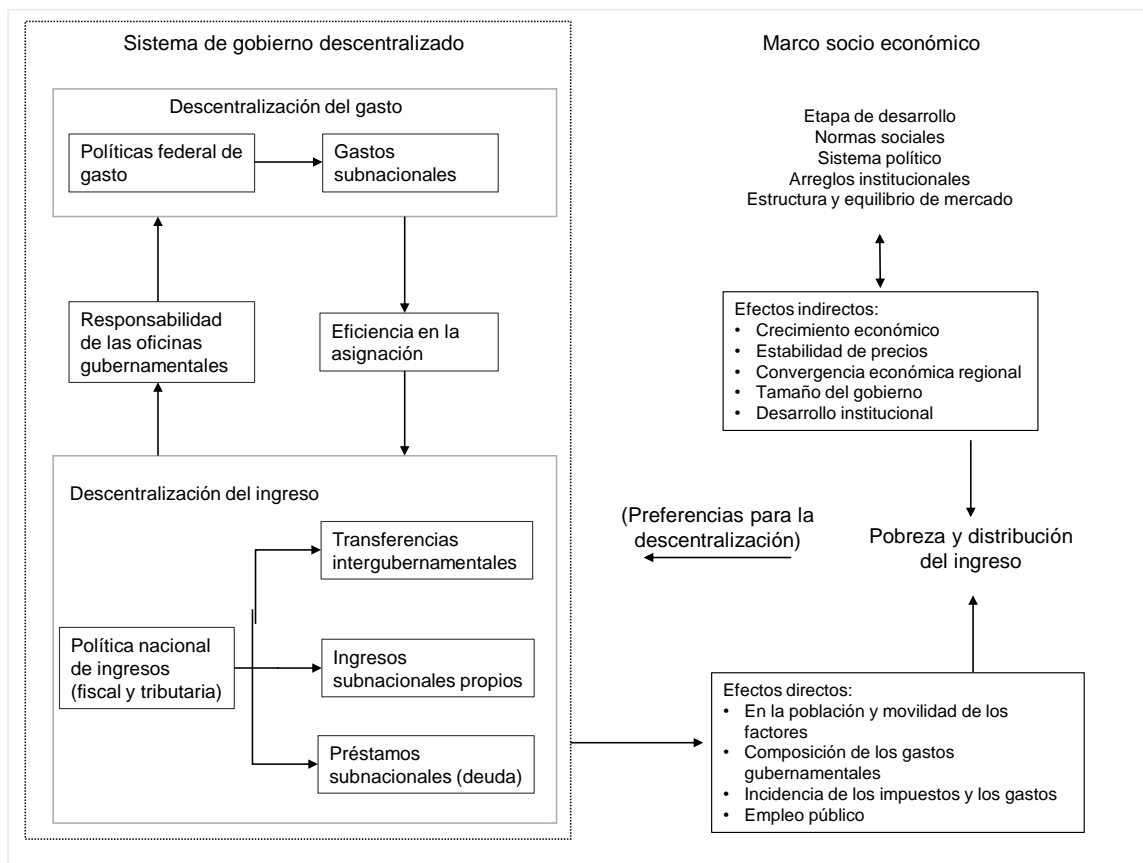 Sistema de gobierno descentralizado
Descentralización del gasto
Políticas federal de
gasto
Gastos
subnacionales
Responsabilidad
de las oficinas
gubernamentales
Eficiencia en la
asignación
Descentralización del ingreso
Transferencias
intergubernamentales
Política nacional
de ingresos
(fiscal y tributaria)
Ingresos
subnacionales propios
Préstamos
subnacionales (deuda)
Marco socio económico
Etapa de desarrollo
Normas sociales
Sistema político
Arreglos institucionales
Estructura y equilibrio de mercado
Efectos indirectos:
• Crecimiento económico
• Estabilidad de precios
• Convergencia económica regional
• Tamaño del gobierno
• Desarrollo institucional
(Preferencias para la
descentralización)
Pobreza y distribución
del ingreso
Efectos directos:
• En la población y movilidad de los
factores
• Composición de los gastos
gubernamentales
• Incidencia de los impuestos y los gastos
• Empleo público